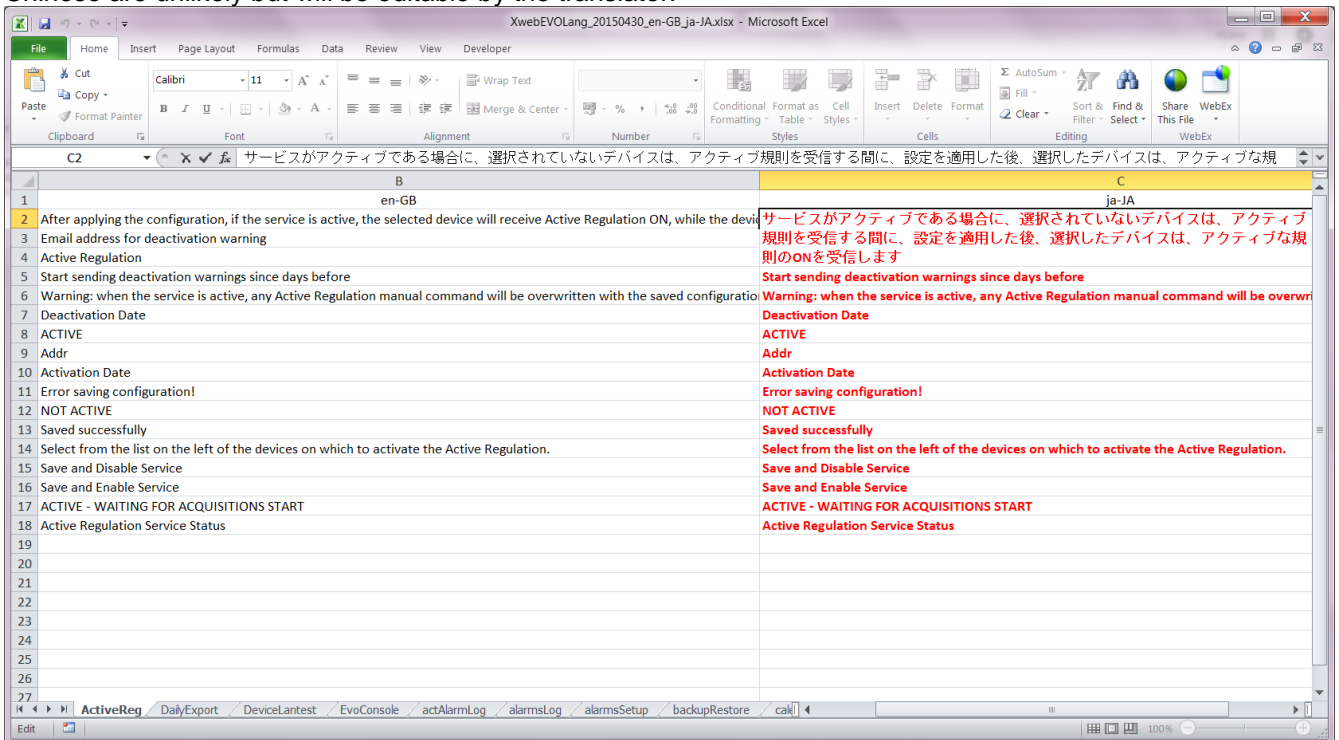 Chinese are unlikely but will be suitable by the translator.
XwebEVOLang_20150430_en-GB_ja-JA.xlsx - Microsoft Excel
File Home Insert Page Layout Formulas Data Review View Developer
Cut
Copy
Format Painter
Paste
Calibri 11
B I U
Wrap Text
Merge & Center
Conditional Formatting
Format as Table
Cell Styles
Insert Delete Format
Σ AutoSum
Fill
Clear
Sort & Filter
Find & Select
Share This File
WebEx
Clipboard Font Alignment Number Styles Cells Editing WebEx
C2 fx サービスがアクティブである場合に、選択されていないデバイスは、アクティブ規則を受信する間に、設定を適用した後、選択したデバイスは、アクティブな規
B C
1 en-GB ja-JA
2 After applying the configuration, if the service is active, the selected device will receive Active Regulation ON, while the devic サービスがアクティブである場合に、選択されていないデバイスは、アクティブ
3 Email address for deactivation warning 規則を受信する間に、設定を適用した後、選択したデバイスは、アクティブな規
4 Active Regulation 則のONを受信します
5 Start sending deactivation warnings since days before Start sending deactivation warnings since days before
6 Warning: when the service is active, any Active Regulation manual command will be overwritten with the saved configuratio Warning: when the service is active, any Active Regulation manual command will be overwri
7 Deactivation Date Deactivation Date
8 ACTIVE ACTIVE
9 Addr Addr
10 Activation Date Activation Date
11 Error saving configuration! Error saving configuration!
12 NOT ACTIVE NOT ACTIVE
13 Saved successfully Saved successfully
14 Select from the list on the left of the devices on which to activate the Active Regulation. Select from the list on the left of the devices on which to activate the Active Regulation.
15 Save and Disable Service Save and Disable Service
16 Save and Enable Service Save and Enable Service
17 ACTIVE - WAITING FOR ACQUISITIONS START ACTIVE - WAITING FOR ACQUISITIONS START
18 Active Regulation Service Status Active Regulation Service Status
19
20
21
22
23
24
25
26
27
ActiveReg DailyExport DeviceLantest EvoConsole actAlarmLog alarmsLog alarmsSetup backupRestore cale
Edit 100%